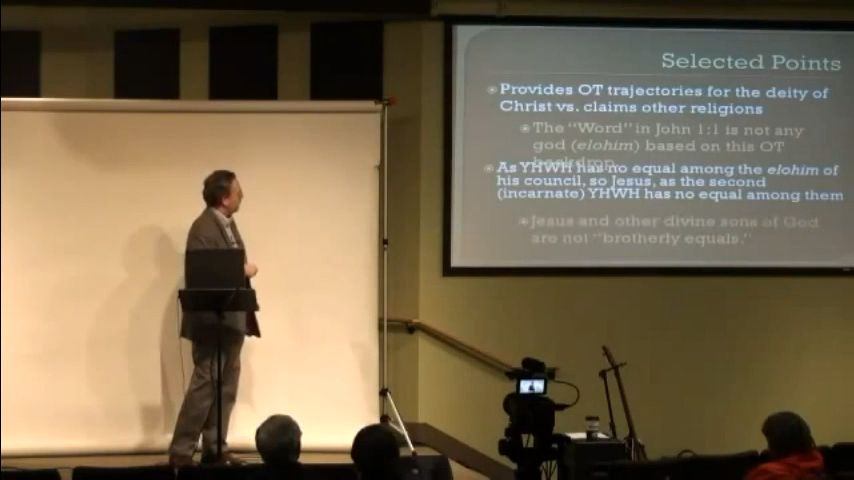 Selected Points
Provides OT trajectories for the deity of
Christ vs. claims other religions
The "Word" in John 1:1 is not any
god (elohim) based on this OT
backdrop.
As YHWH has no equal among the elohim of
his council, so Jesus, as the second
(incarnate) YHWH has no equal among them
Jesus and other divine sons of God
are not "brotherly equals."